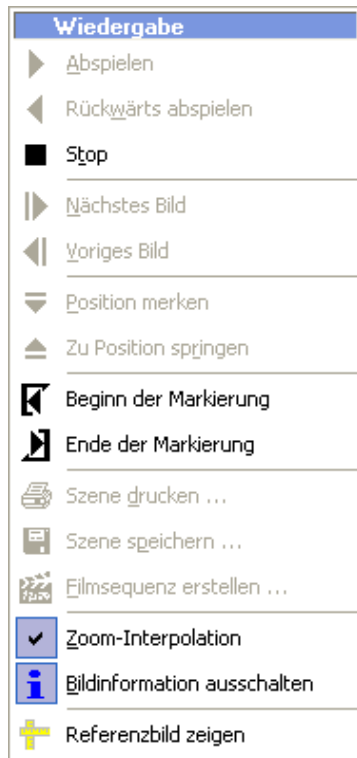 Wiedergabe
Abspielen
Rückwärts abspielen
Stop
Nächstes Bild
Voriges Bild
Position merken
Zu Position springen
Beginn der Markierung
Ende der Markierung
Szene drucken ...
Szene speichern ...
Filmsequenz erstellen ...
Zoom-Interpolation
Bildinformation ausschalten
Referenzbild zeigen